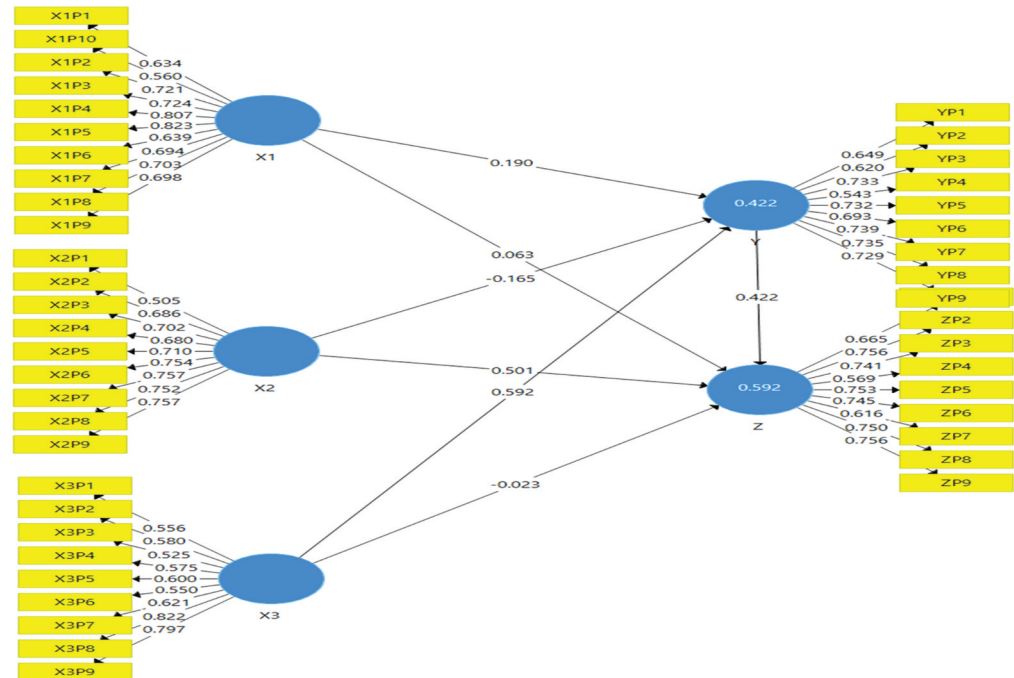 X1P1
X1P10
X1P2
X1P3
X1P4
X1P5
X1P6
X1P7
X1P8
X1P9
0.634
0.560
0.721
0.724
0.807
0.823
0.639
0.694
0.703
0.698
X1
X2P1
X2P2
X2P3
X2P4
X2P5
X2P6
X2P7
X2P8
X2P9
0.505
0.686
0.702
0.680
0.710
0.754
0.757
0.752
0.757
X2
X3P1
X3P2
X3P3
X3P4
X3P5
X3P6
X3P7
X3P8
X3P9
0.556
0.580
0.525
0.575
0.600
0.550
0.621
0.822
0.797
X3
0.190
0.063
-0.165
0.501
0.592
-0.023
0.422
Y
0.422
0.592
Z
0.649
0.620
0.733
0.543
0.732
0.693
0.739
0.735
0.729
YP1
YP2
YP3
YP4
YP5
YP6
YP7
YP8
YP9
0.665
0.756
0.741
0.569
0.753
0.745
0.616
0.750
0.756
ZP2
ZP3
ZP4
ZP5
ZP6
ZP7
ZP8
ZP9